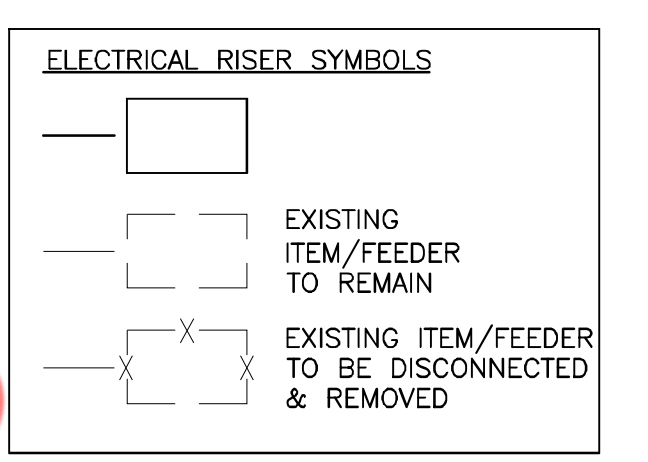 ELECTRICAL RISER SYMBOLS
EXISTING
ITEM/FEEDER
TO REMAIN
EXISTING ITEM/FEEDER
TO BE DISCONNECTED
& REMOVED